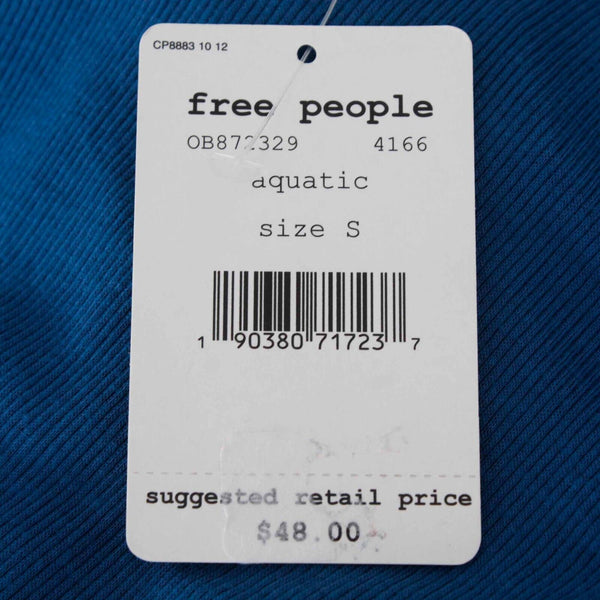 CP8883 10 12
free people
OB872329 4166
aquatic
size S
1 90380 71723 7
suggested retail price
$48.00